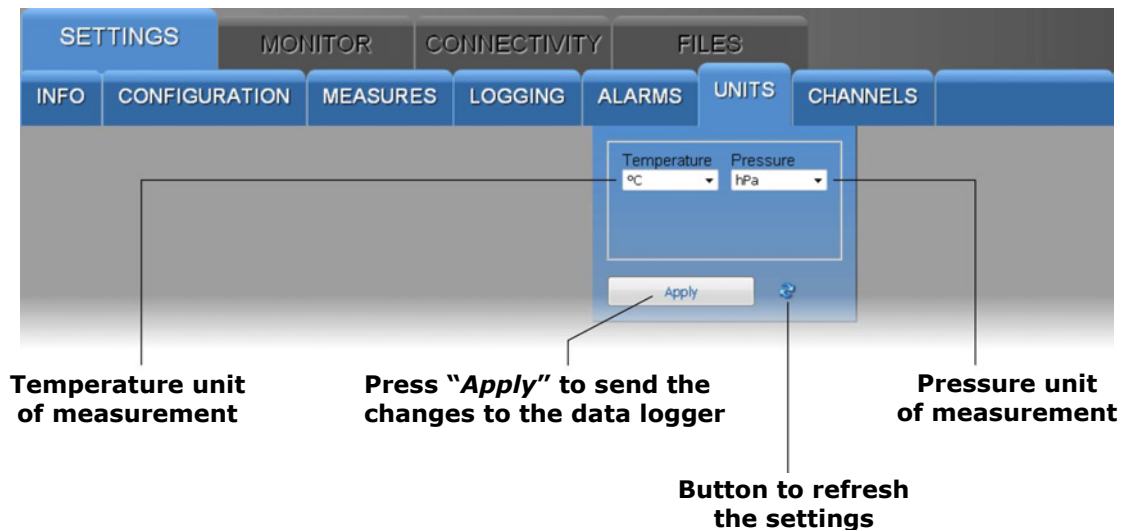 SETTINGS MONITOR CONNECTIVITY FILES
INFO CONFIGURATION MEASURES LOGGING ALARMS UNITS CHANNELS
Temperature Pressure
ºC hPa
Apply
Temperature unit
of measurement
Press “Apply” to send the
changes to the data logger
Pressure unit
of measurement
Button to refresh
the settings